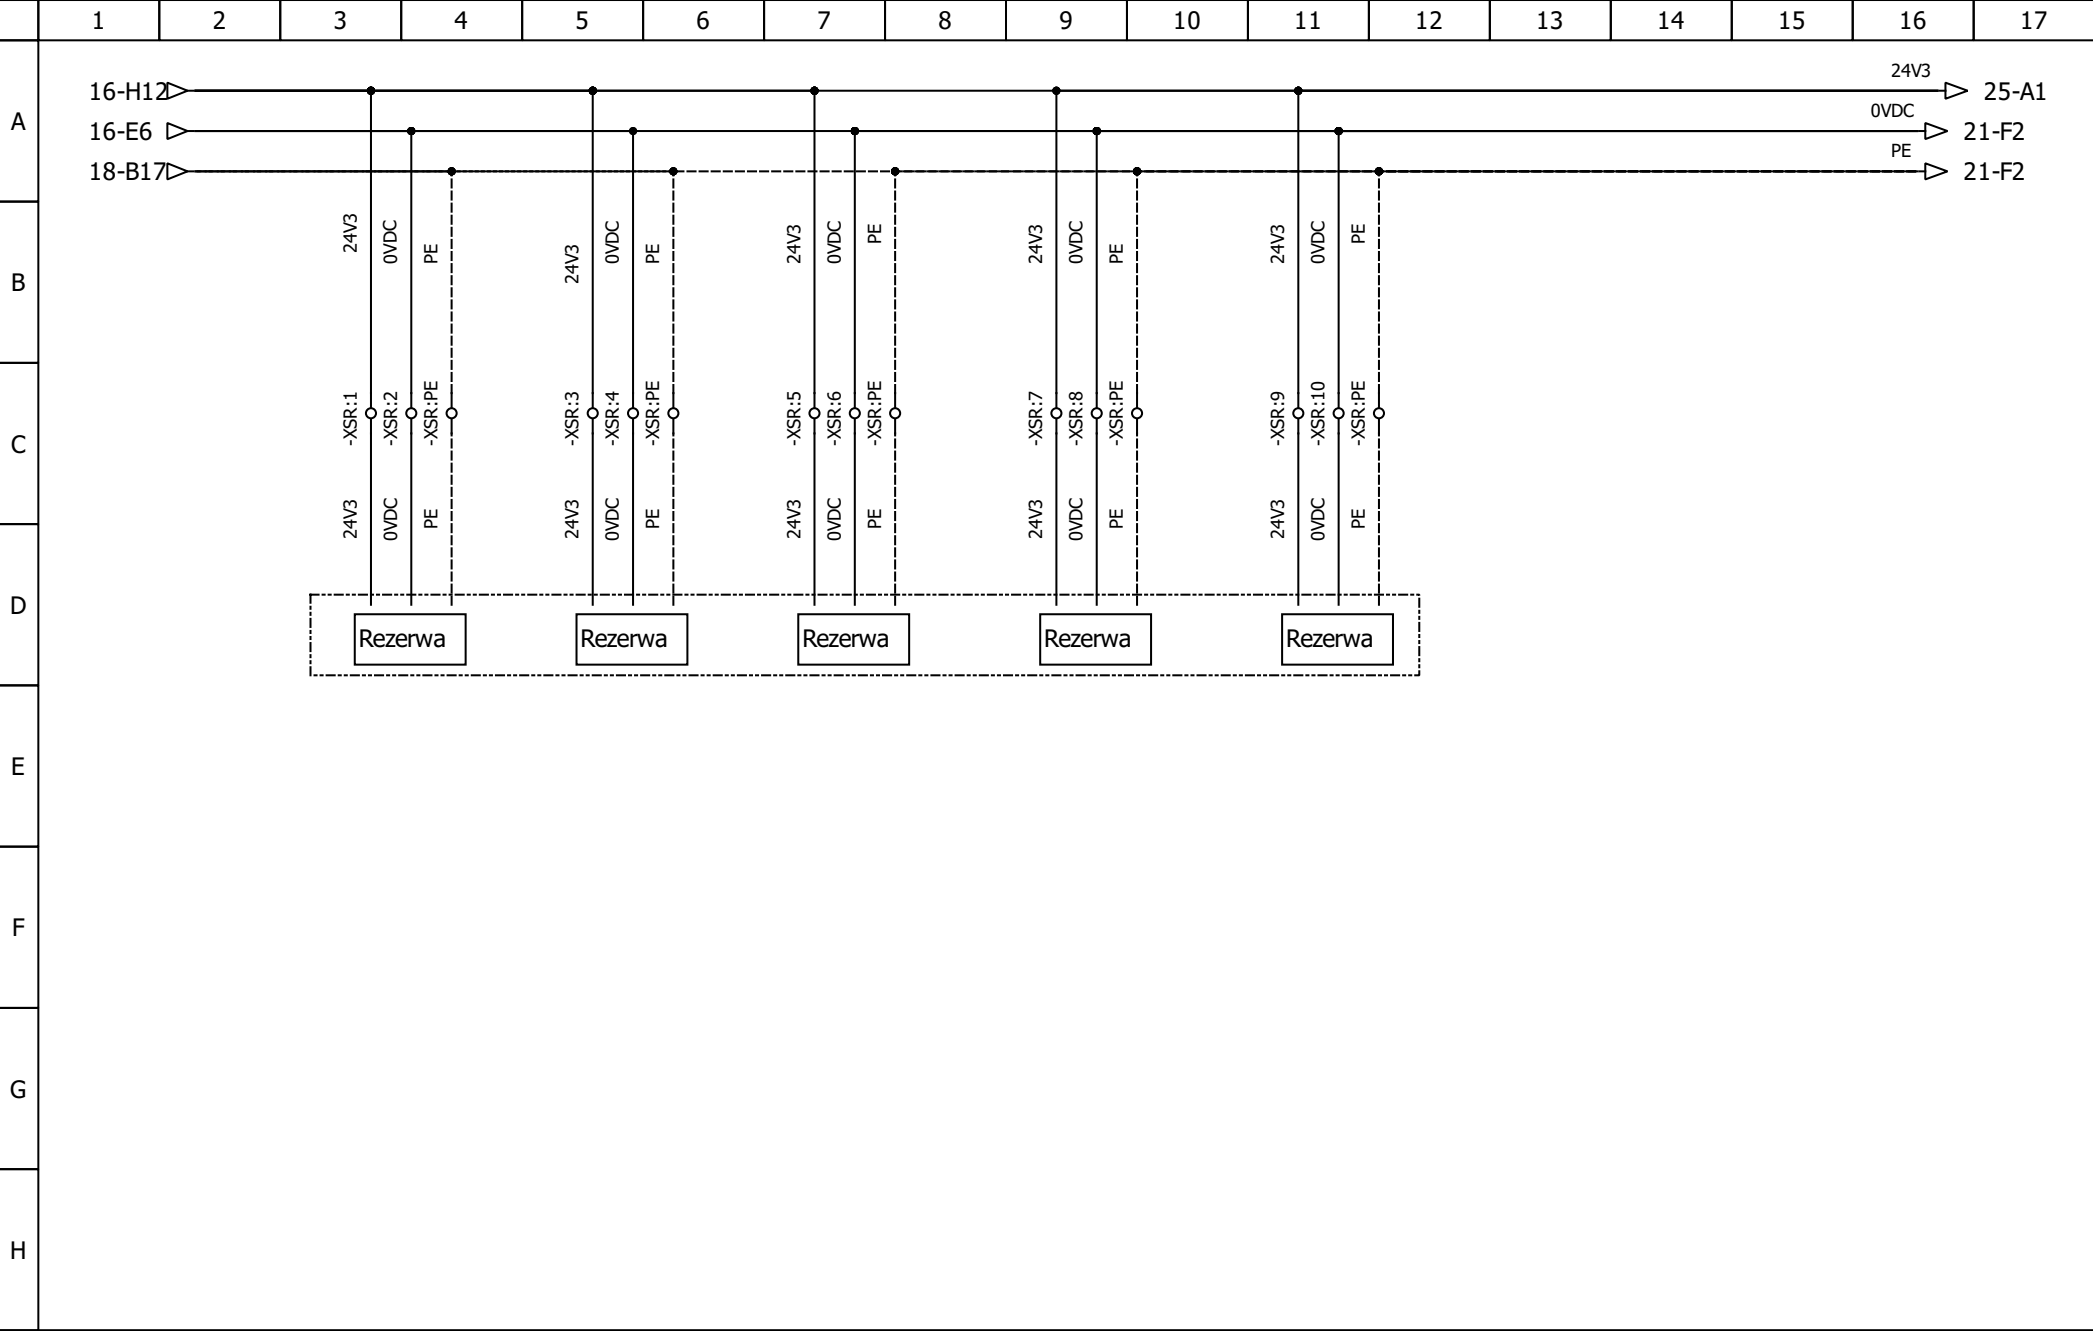 1 2 3 4 5 6 7 8 9 10 11 12 13 14 15 16 17
A
16-H12
24V3
25-A1
16-E6
0VDC
21-F2
18-B17
PE
21-F2
B
24V3 0VDC PE
24V3 0VDC PE
24V3 0VDC PE
24V3 0VDC PE
24V3 0VDC PE
C
-XSR:1 -XSR:2 -XSR:PE
-XSR:3 -XSR:4 -XSR:PE
-XSR:5 -XSR:6 -XSR:PE
-XSR:7 -XSR:8 -XSR:PE
-XSR:9 -XSR:10 -XSR:PE
24V3 0VDC PE
24V3 0VDC PE
24V3 0VDC PE
24V3 0VDC PE
24V3 0VDC PE
D
Rezerwa
Rezerwa
Rezerwa
Rezerwa
Rezerwa
E
F
G
H